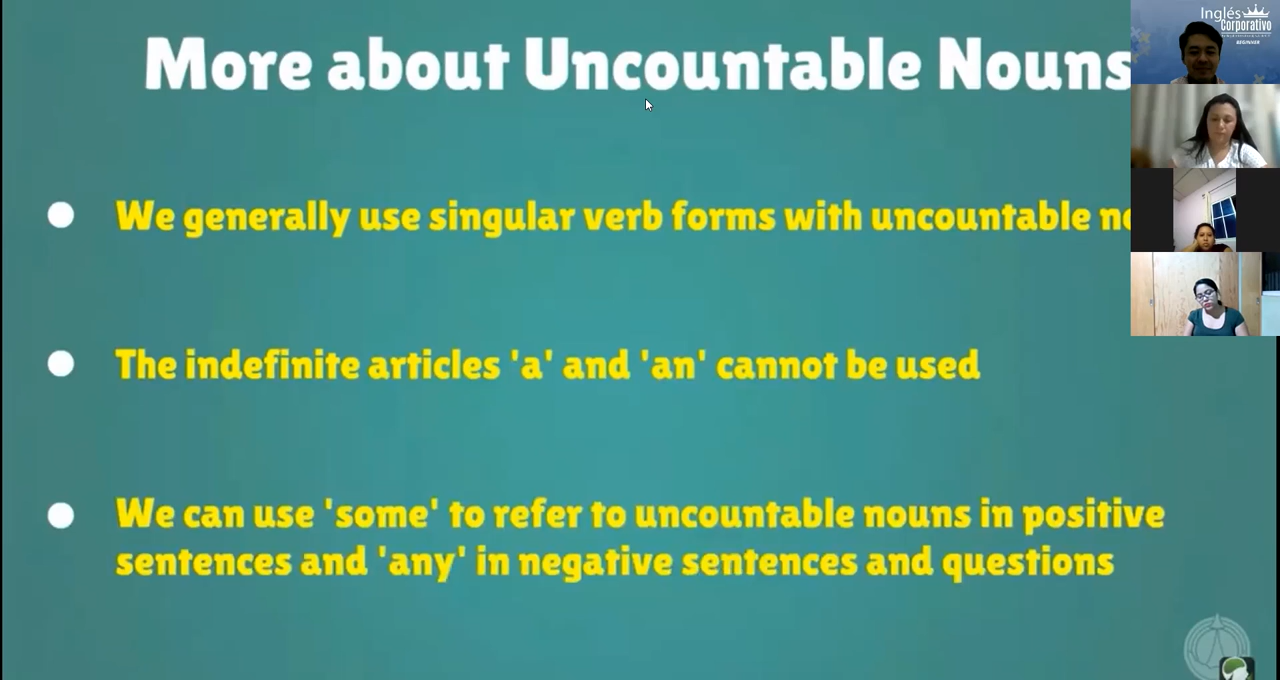 More about Uncountable Nouns
We generally use singular verb forms with uncountable
The indefinite articles 'a' and 'an' cannot be used
We can use 'some' to refer to uncountable nouns in positive
sentences and 'any' in negative sentences and questions
Inglés
Corporativo
BEGINNER